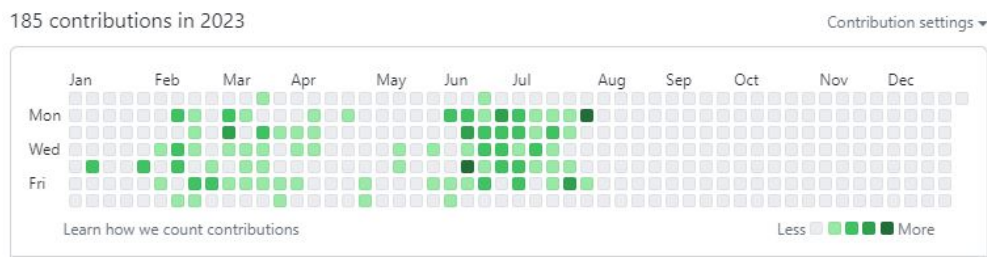 185 contributions in 2023
Contribution settings
Jan Feb Mar Apr May Jun Jul Aug Sep Oct Nov Dec
Mon
Wed
Fri
Learn how we count contributions
Less More